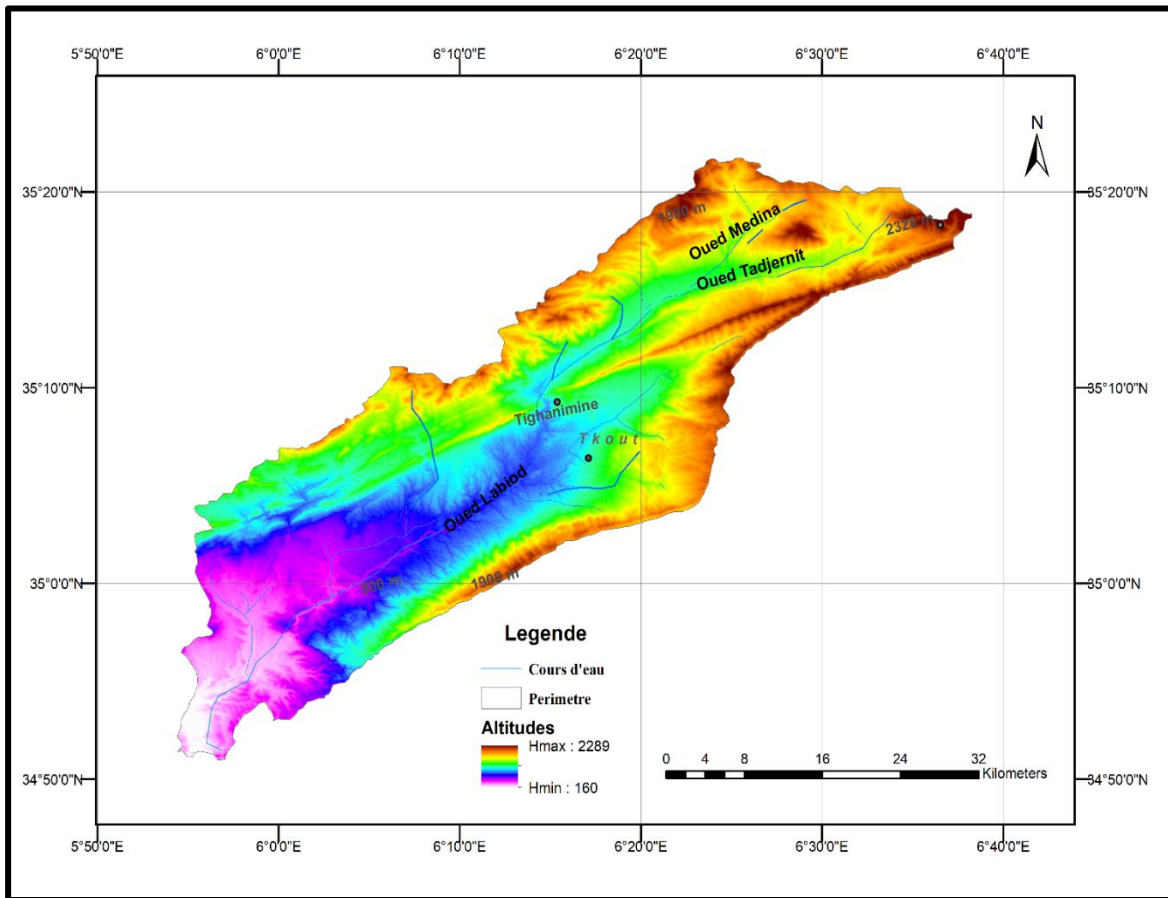 5°50'0"E 6°0'0"E 6°10'0"E 6°20'0"E 6°30'0"E 6°40'0"E
N
35°20'0"N 35°20'0"N
1980 m
Oued Medina
2328 m
Oued Tadjernit
35°10'0"N 35°10'0"N
Tighanimine
Tkout
Oued Labiod
35°0'0"N 35°0'0"N
1909 m
Legende
Cours d'eau
Perimetre
Altitudes
Hmax : 2289
Hmin : 160
0 4 8 16 24 32
Kilometers
34°50'0"N 34°50'0"N
5°50'0"E 6°0'0"E 6°10'0"E 6°20'0"E 6°30'0"E 6°40'0"E